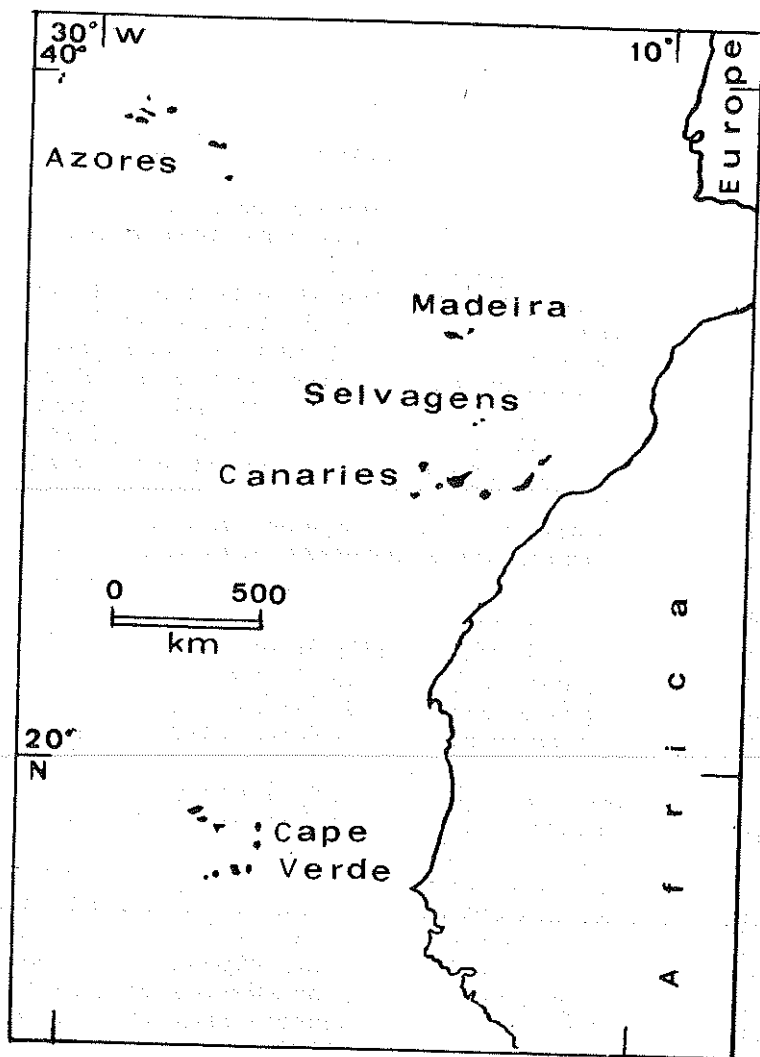 30° W
10°
40°
Europe
Azores
Madeira
Selvagens
Canaries
0 500
km
Africa
20°
N
Cape
Verde